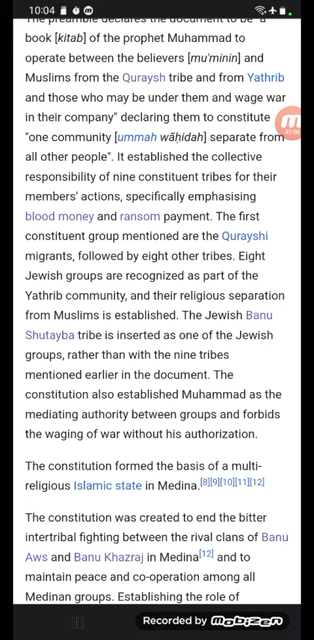 10:04
The preamble declares the document to be "a
book [kitab] of the prophet Muhammad to
operate between the believers [mu'minin] and
Muslims from the Quraysh tribe and from Yathrib
and those who may be under them and wage war
in their company" declaring them to constitute
"one community [ummah wāḥidah] separate from
all other people". It established the collective
responsibility of nine constituent tribes for their
members' actions, specifically emphasising
blood money and ransom payment. The first
constituent group mentioned are the Qurayshi
migrants, followed by eight other tribes. Eight
Jewish groups are recognized as part of the
Yathrib community, and their religious separation
from Muslims is established. The Jewish Banu
Shutayba tribe is inserted as one of the Jewish
groups, rather than with the nine tribes
mentioned earlier in the document. The
constitution also established Muhammad as the
mediating authority between groups and forbids
the waging of war without his authorization.
The constitution formed the basis of a multi-
religious Islamic state in Medina.[8][9][10][11][12]
The constitution was created to end the bitter
intertribal fighting between the rival clans of Banu
Aws and Banu Khazraj in Medina[12] and to
maintain peace and co-operation among all
Medinan groups. Establishing the role of
Recorded by Mobizen